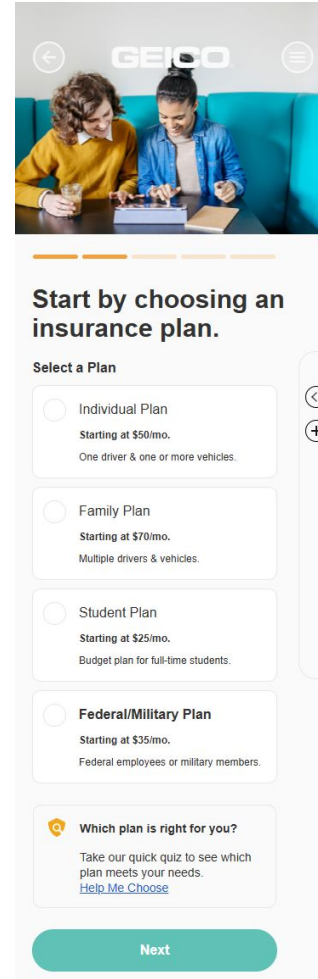 GEICO
Start by choosing an
insurance plan.
Select a Plan
Individual Plan
Starting at $50/mo.
One driver & one or more vehicles.
Family Plan
Starting at $70/mo.
Multiple drivers & vehicles.
Student Plan
Starting at $25/mo.
Budget plan for full-time students.
Federal/Military Plan
Starting at $35/mo.
Federal employees or military members.
Which plan is right for you?
Take our quick quiz to see which
plan meets your needs.
Help Me Choose
Next